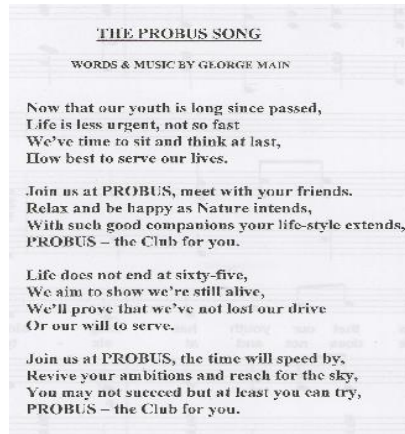 THE PROBUS SONG
WORDS & MUSIC BY GEORGE MAIN
Now that our youth is long since passed,
Life is less urgent, not so fast
We've time to sit and think at last,
How best to serve our lives.
Join us at PROBUS, meet with your friends.
Relax and be happy as Nature intends,
With such good companions your life-style extends,
PROBUS – the Club for you.
Life does not end at sixty-five,
We aim to show we're still alive,
We'll prove that we've not lost our drive
Or our will to serve.
Join us at PROBUS, the time will speed by,
Revive your ambitions and reach for the sky,
You may not succeed but at least you can try,
PROBUS – the Club for you.